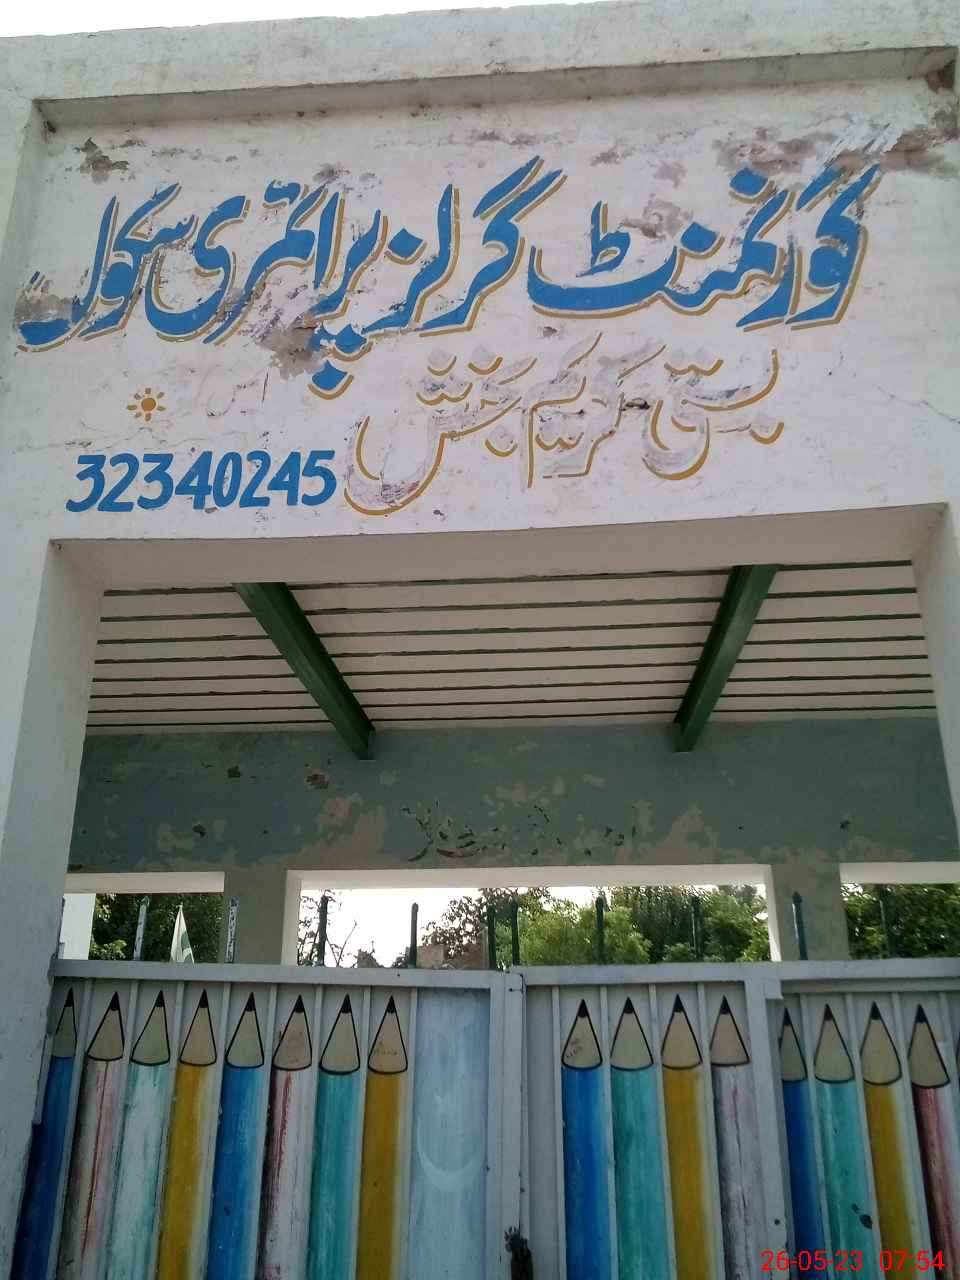 گورنمنٹ گرلز پرائمری سکول
بستی کریم بخش
32340245
26-05-23 07:54